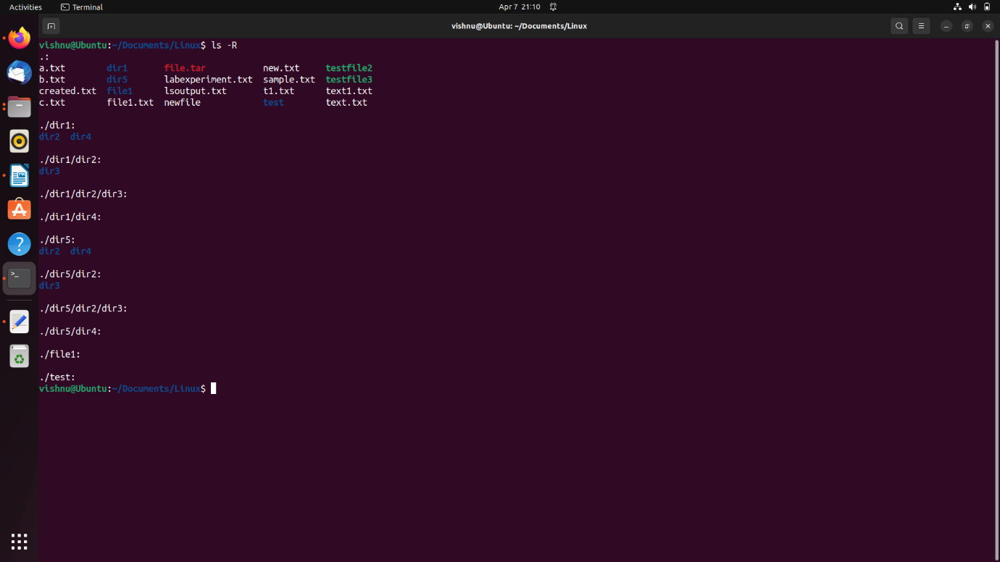 Activities Terminal Apr 7 21:10
vishnu@Ubuntu: ~/Documents/Linux
vishnu@Ubuntu:~/Documents/Linux$ ls -R
.:
a.txt dir1 file.tar new.txt testfile2
b.txt dir5 labexperiment.txt sample.txt testfile3
created.txt file1 lsoutput.txt t1.txt text1.txt
c.txt file1.txt newfile test text.txt
./dir1:
dir2 dir4
./dir1/dir2:
dir3
./dir1/dir2/dir3:
./dir1/dir4:
./dir5:
dir2 dir4
./dir5/dir2:
dir3
./dir5/dir2/dir3:
./dir5/dir4:
./file1:
./test:
vishnu@Ubuntu:~/Documents/Linux$